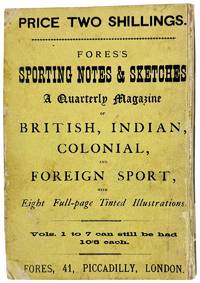 PRICE TWO SHILLINGS.
FORES'S
SPORTING NOTES & SKETCHES
A Quarterly Magazine
OF
BRITISH, INDIAN,
COLONIAL,
AND
FOREIGN SPORT,
WITH
Eight Full-page Tinted Illustrations
Vols. 1 to 7 can still be had
10/6 each.
FORES, 41, PICCADILLY, LONDON.